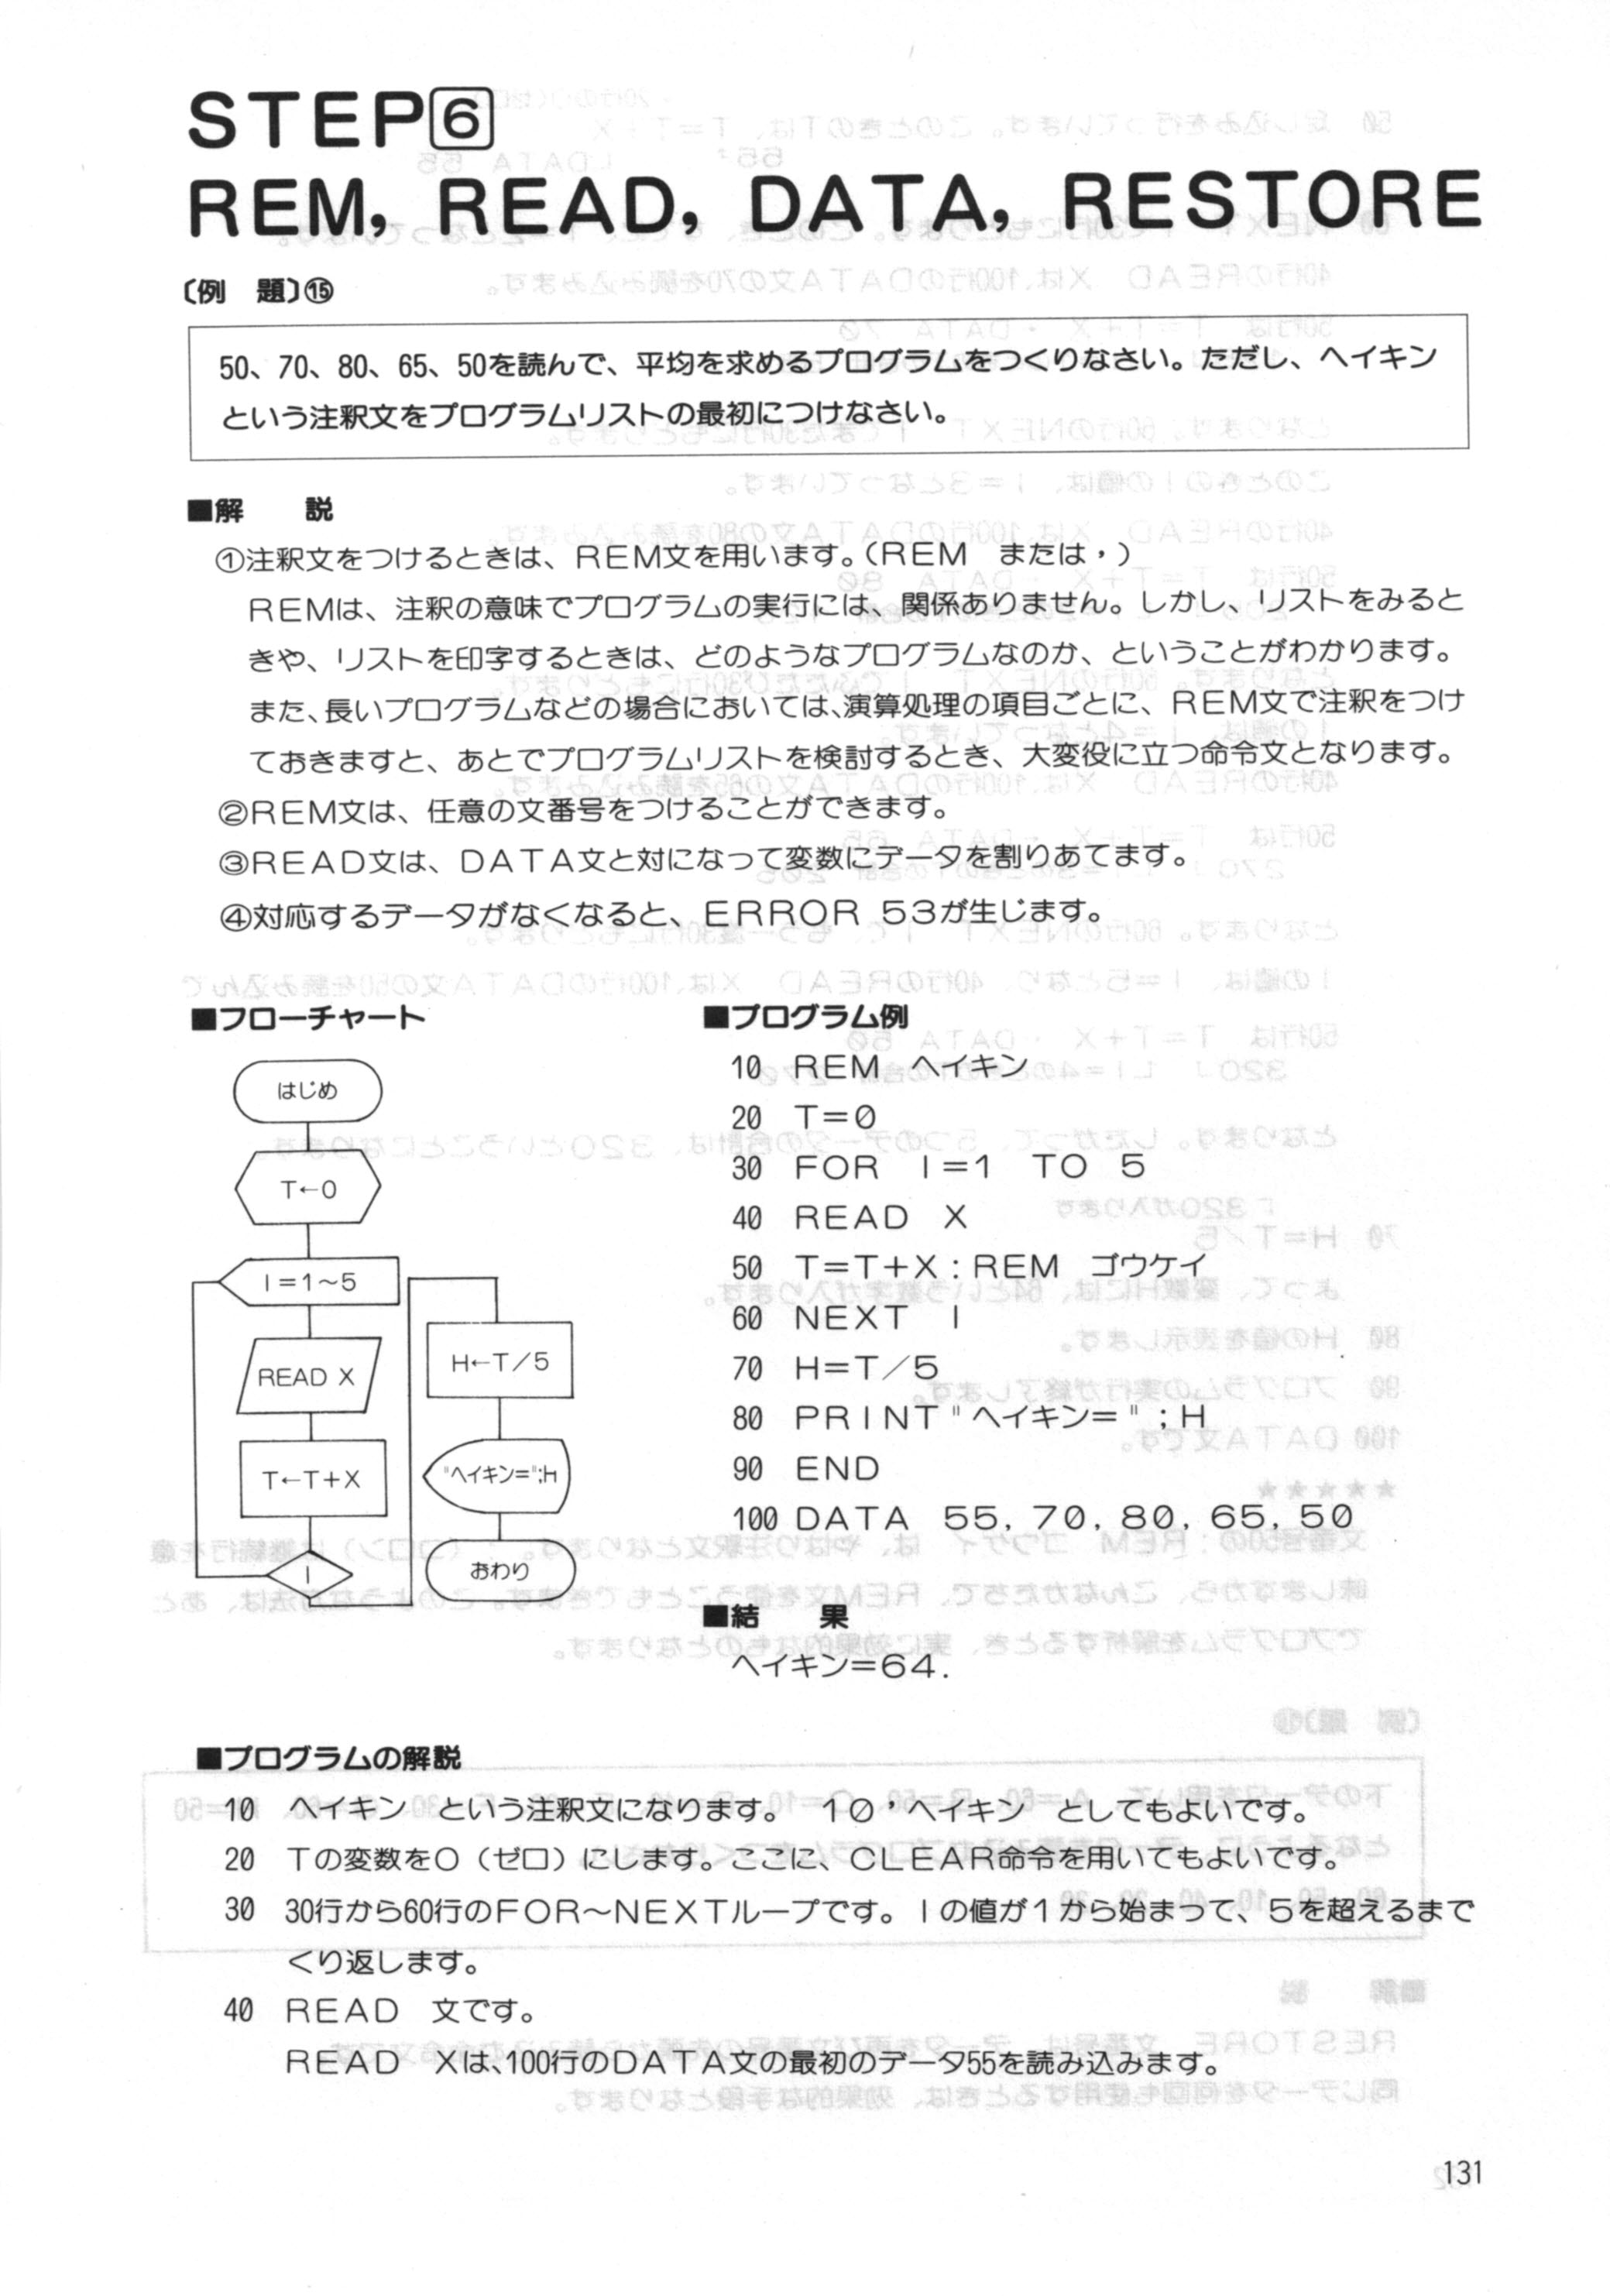 STEP6
REM, READ, DATA, RESTORE
〔例　題〕⑮
50、70、80、65、50を読んで、平均を求めるプログラムをつくりなさい。ただし、ヘイキン
という注釈文をプログラムリストの最初につけなさい。
■解　　説
①注釈文をつけるときは、REM文を用います。（REM　または ’ ）
REMは、注釈の意味でプログラムの実行には、関係ありません。しかし、リストをみると
きや、リストを印字するときは、どのようなプログラムなのか、ということがわかります。
また、長いプログラムなどの場合においては、演算処理の項目ごとに、REM文で注釈をつけ
ておきますと、あとでプログラムリストを検討するとき、大変役に立つ命令文となります。
②REM文は、任意の文番号をつけることができます。
③READ文は、DATA文と対になって変数にデータを割りあてます。
④対応するデータがなくなると、ERROR 53が生じます。
■フローチャート
はじめ
T←0
I=1～5
READ X
T←T+X
I
H←T／5
"ヘイキン=";H
おわり
■プログラム例
10　REM　ヘイキン
20　T=0
30　FOR　I=1　TO　5
40　READ　X
50　T=T+X：REM　ゴウケイ
60　NEXT　I
70　H=T／5
80　PRINT"ヘイキン="；H
90　END
100 DATA　55，70，80，65，50
■結　　果
ヘイキン=64.
■プログラムの解説
10　ヘイキン　という注釈文になります。　10 ’ ヘイキン　としてもよいです。
20　Tの変数をO（ゼロ）にします。ここに、CLEAR命令を用いてもよいです。
30　30行から60行のFOR～NEXTループです。Iの値が1から始まって、5を超えるまで
くり返します。
40　READ　文です。
READ　Xは、100行のDATA文の最初のデータ55を読み込みます。
131